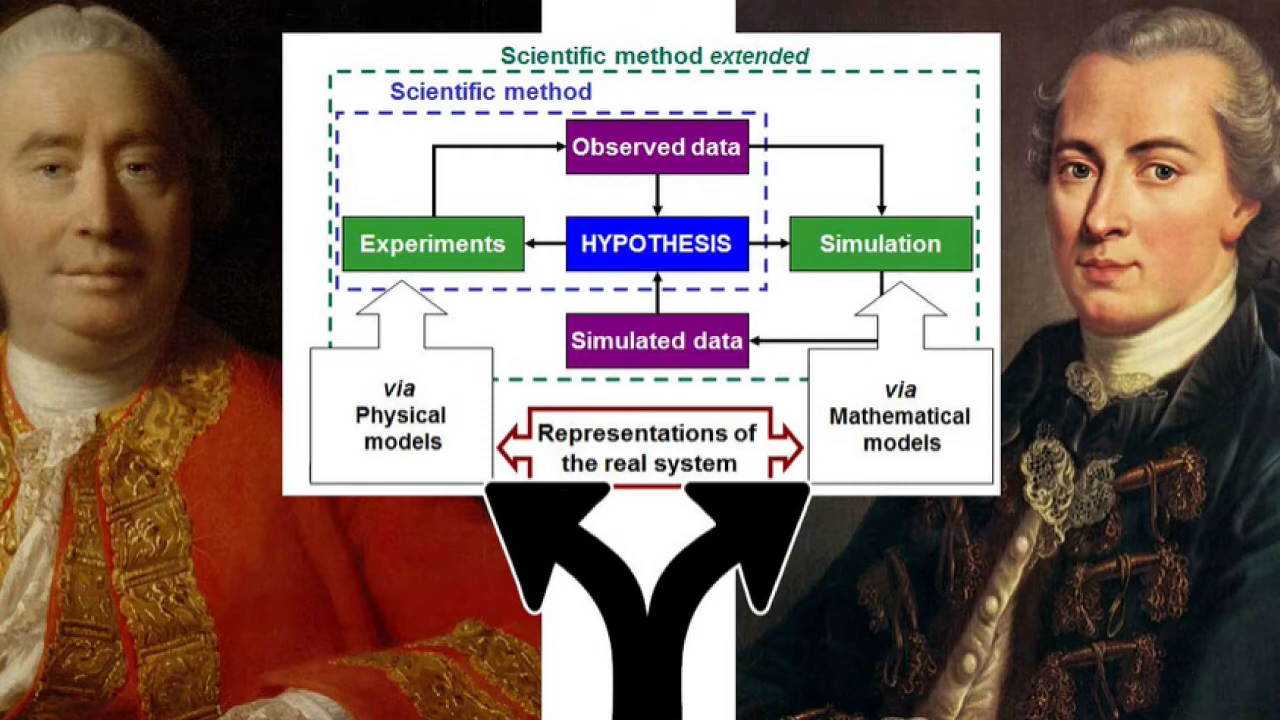 Scientific method extended
Scientific method
Observed data
Experiments
HYPOTHESIS
Simulation
Simulated data
via
Physical
models
Representations of
the real system
via
Mathematical
models